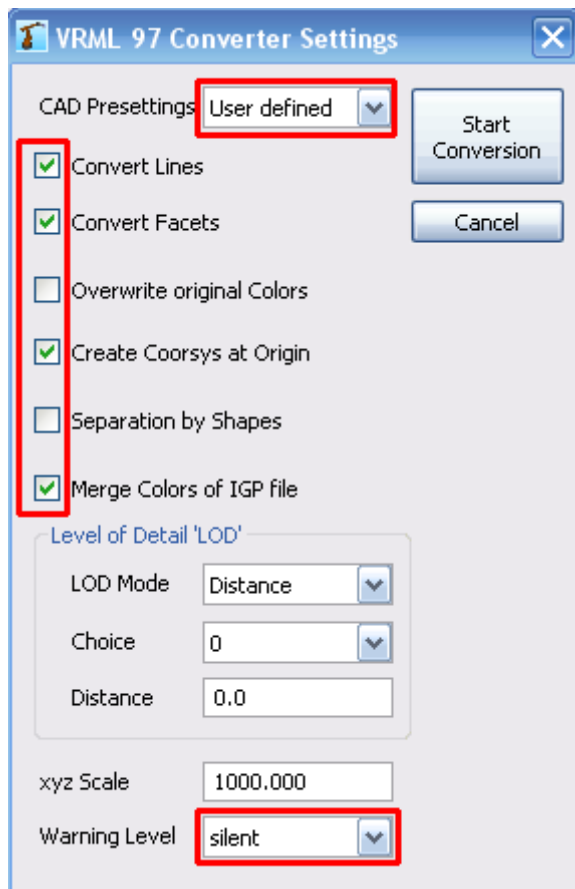 VRML 97 Converter Settings
CAD Presettings User defined
Start
Conversion
Convert Lines
Convert Facets
Cancel
Overwrite original Colors
Create Coorsys at Origin
Separation by Shapes
Merge Colors of IGP file
Level of Detail 'LOD'
LOD Mode Distance
Choice 0
Distance 0.0
xyz Scale 1000.000
Warning Level silent